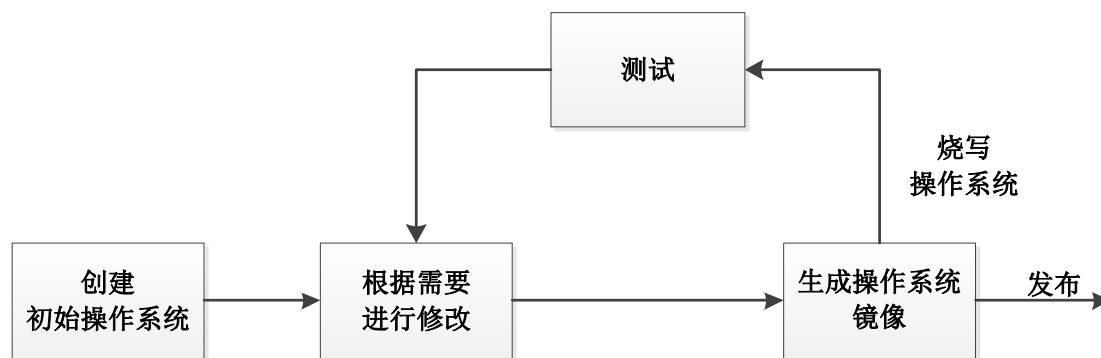 测试
烧写
操作系统
创建
初始操作系统
根据需要
进行修改
生成操作系统
镜像
发布